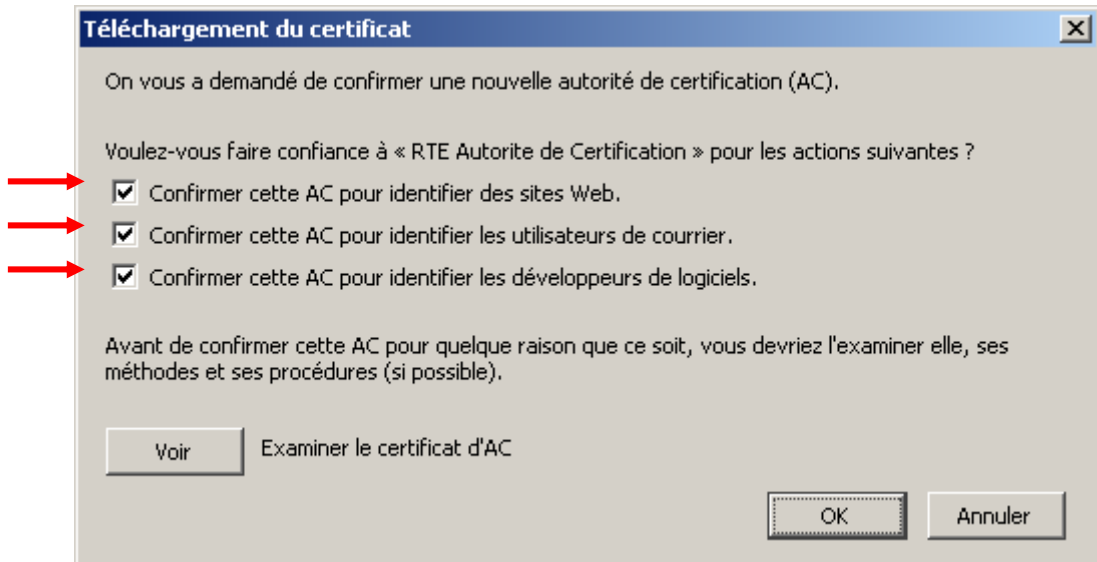 Téléchargement du certificat
On vous a demandé de confirmer une nouvelle autorité de certification (AC).
Voulez-vous faire confiance à « RTE Autorite de Certification » pour les actions suivantes ?
Confirmer cette AC pour identifier des sites Web.
Confirmer cette AC pour identifier les utilisateurs de courrier.
Confirmer cette AC pour identifier les développeurs de logiciels.
Avant de confirmer cette AC pour quelque raison que ce soit, vous devriez l'examiner elle, ses
méthodes et ses procédures (si possible).
Voir Examiner le certificat d'AC
OK Annuler